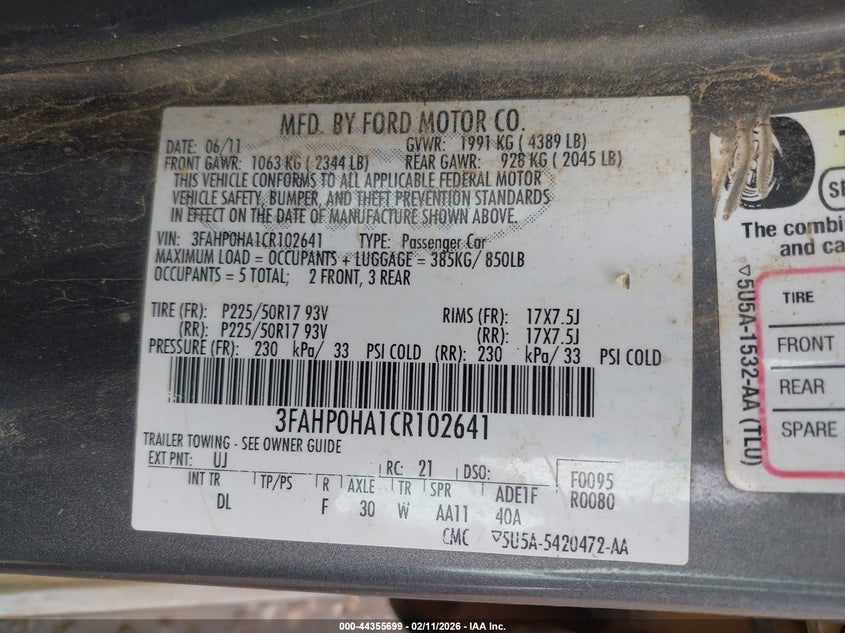 MFD. BY FORD MOTOR CO.
DATE: 06/11 GVWR: 1991 KG ( 4389 LB)
FRONT GAWR: 1063 KG ( 2344 LB) REAR GAWR: 928 KG ( 2045 LB)
THIS VEHICLE CONFORMS TO ALL APPLICABLE FEDERAL MOTOR
VEHICLE SAFETY, BUMPER, AND THEFT PREVENTION STANDARDS
IN EFFECT ON THE DATE OF MANUFACTURE SHOWN ABOVE.
VIN: 3FAHP0HA1CR102641 TYPE: Passenger Car
MAXIMUM LOAD = OCCUPANTS + LUGGAGE = 385KG/ 850LB
OCCUPANTS = 5 TOTAL; 2 FRONT, 3 REAR
TIRE (FR): P225/50R17 93V RIMS (FR): 17X7.5J
(RR): P225/50R17 93V (RR): 17X7.5J
PRESSURE (FR): 230 kPa/ 33 PSI COLD (RR): 230 kPa/ 33 PSI COLD
3FAHP0HA1CR102641
TRAILER TOWING - SEE OWNER GUIDE
EXT PNT: UJ RC: 21 DSO: F0095
INT TR TP/PS R AXLE TR SPR ADE1F R0080
DL F 30 W AA11 40A
CMC ▽5U5A-5420472-AA
The combin
and ca
▽5U5A-1532-AA (TLU)
TIRE
FRONT
REAR
SPARE
000-44355699 - 02/11/2026 - IAA Inc.